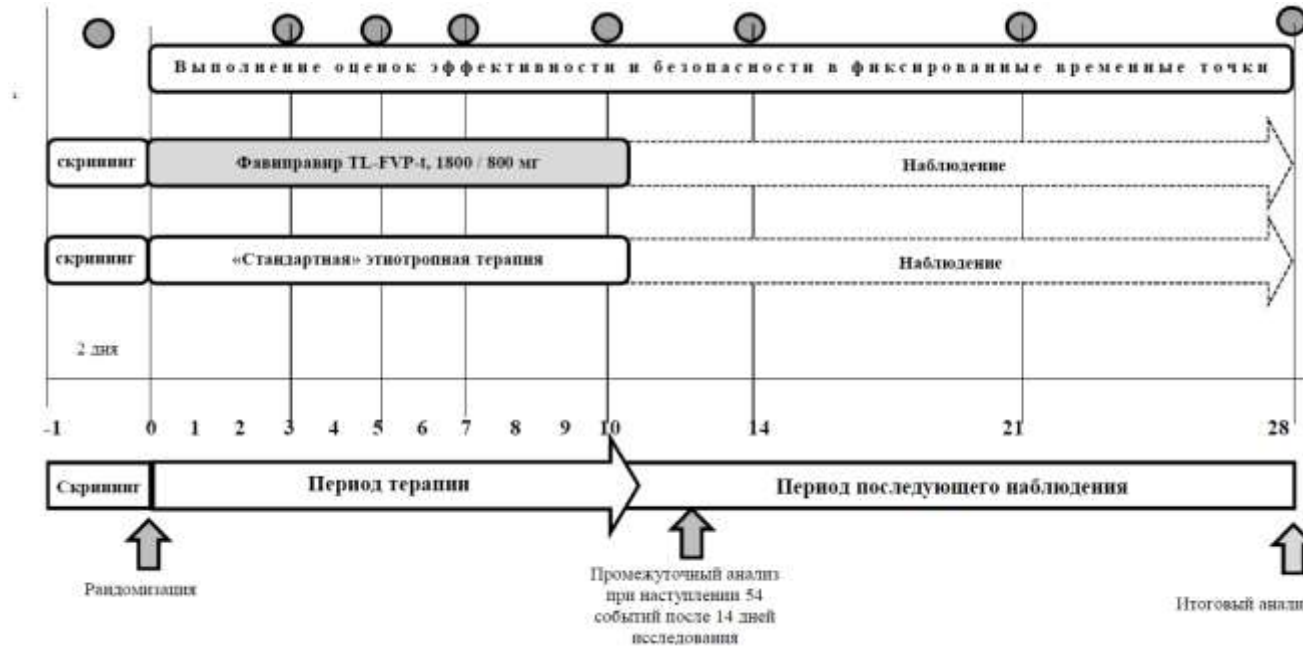 Выполнение оценок эффективности и безопасности в фиксированные временные точки
скрининг
Фавиправир TL-FVP-t, 1800 / 800 мг
Наблюдение
скрининг
«Стандартная» этиотропная терапия
Наблюдение
2 дня
-1 0 1 2 3 4 5 6 7 8 9 10 14 21 28
Скрининг
Период терапии
Период последующего наблюдения
Рандомизация
Промежуточный анализ
при наступлении 54
событий после 14 дней
исследования
Итоговый анали